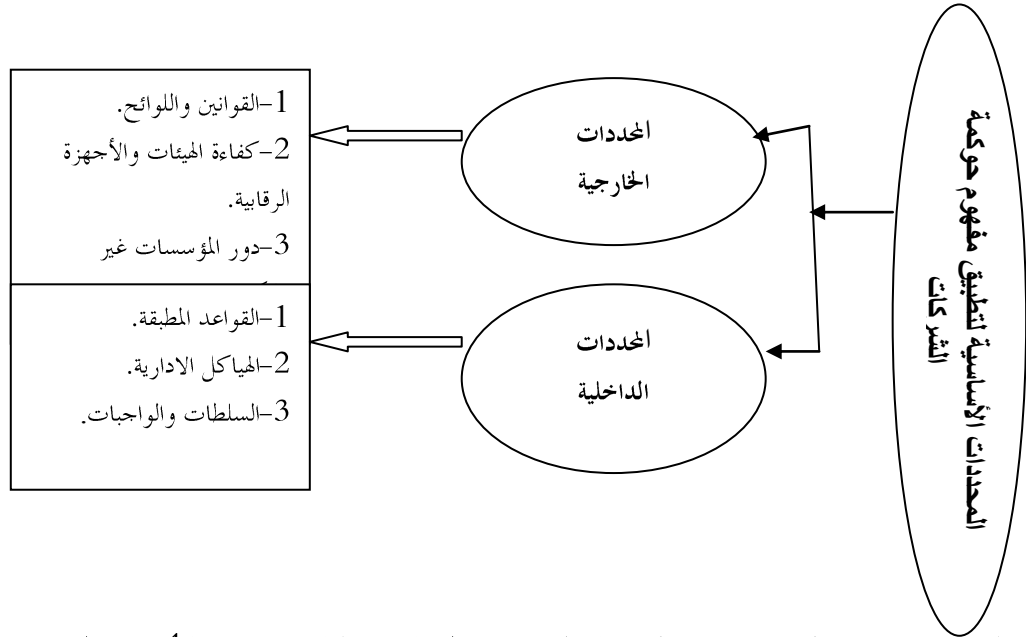 المحددات الأساسية لتطبيق مفهوم حوكمة
الشركات
المحددات
الخارجية
1-القوانين واللوائح.
2-كفاءة الهيئات والأجهزة
الرقابية.
3-دور المؤسسات غير
المحددات
الداخلية
1-القواعد المطبقة.
2-الهياكل الادارية.
3-السلطات والواجبات.